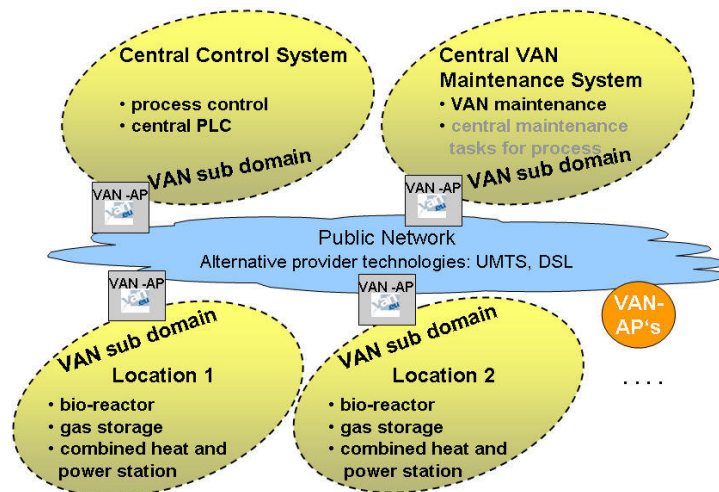 Central Control System
• process control
• central PLC
VAN sub domain
Central VAN
Maintenance System
• VAN maintenance
• central maintenance
tasks for process
VAN sub domain
VAN -AP
VAN -AP
Public Network
Alternative provider technologies: UMTS, DSL
VAN -AP
VAN -AP
VAN-
AP's
. . . .
VAN sub domain
Location 1
• bio-reactor
• gas storage
• combined heat and
power station
VAN sub domain
Location 2
• bio-reactor
• gas storage
• combined heat and
power station